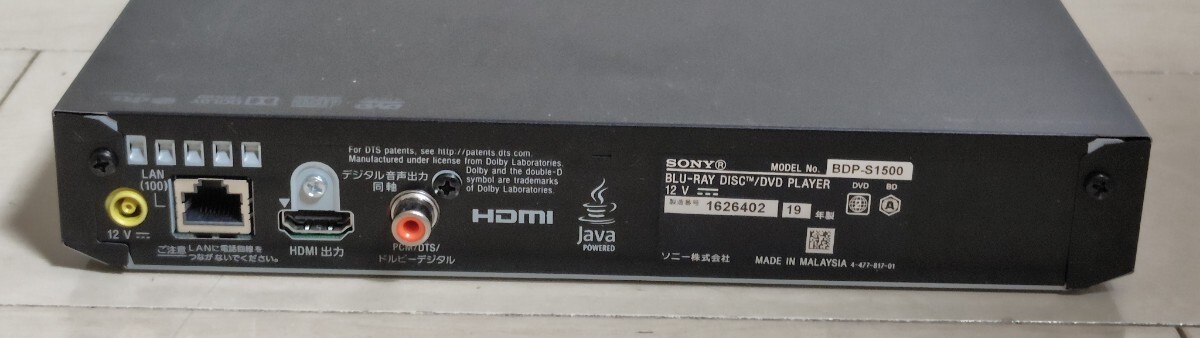 LAN
(100)
12 V
ご注意 LANに電話回線を
つながないでください。
HDMI 出力
For DTS patents, see http://patents.dts.com.
Manufactured under license from Dolby Laboratories.
Dolby and the double-D
symbol are trademarks
of Dolby Laboratories.
デジタル音声出力
同軸
PCM/DTS/
ドルビーデジタル
HDMI
Java
POWERED
SONY®
MODEL No. BDP-S1500
BLU-RAY DISC™/DVD PLAYER
12 V
DVD BD
2
A
製造番号 1626402 19 年製
ソニー株式会社 MADE IN MALAYSIA 4-477-817-01